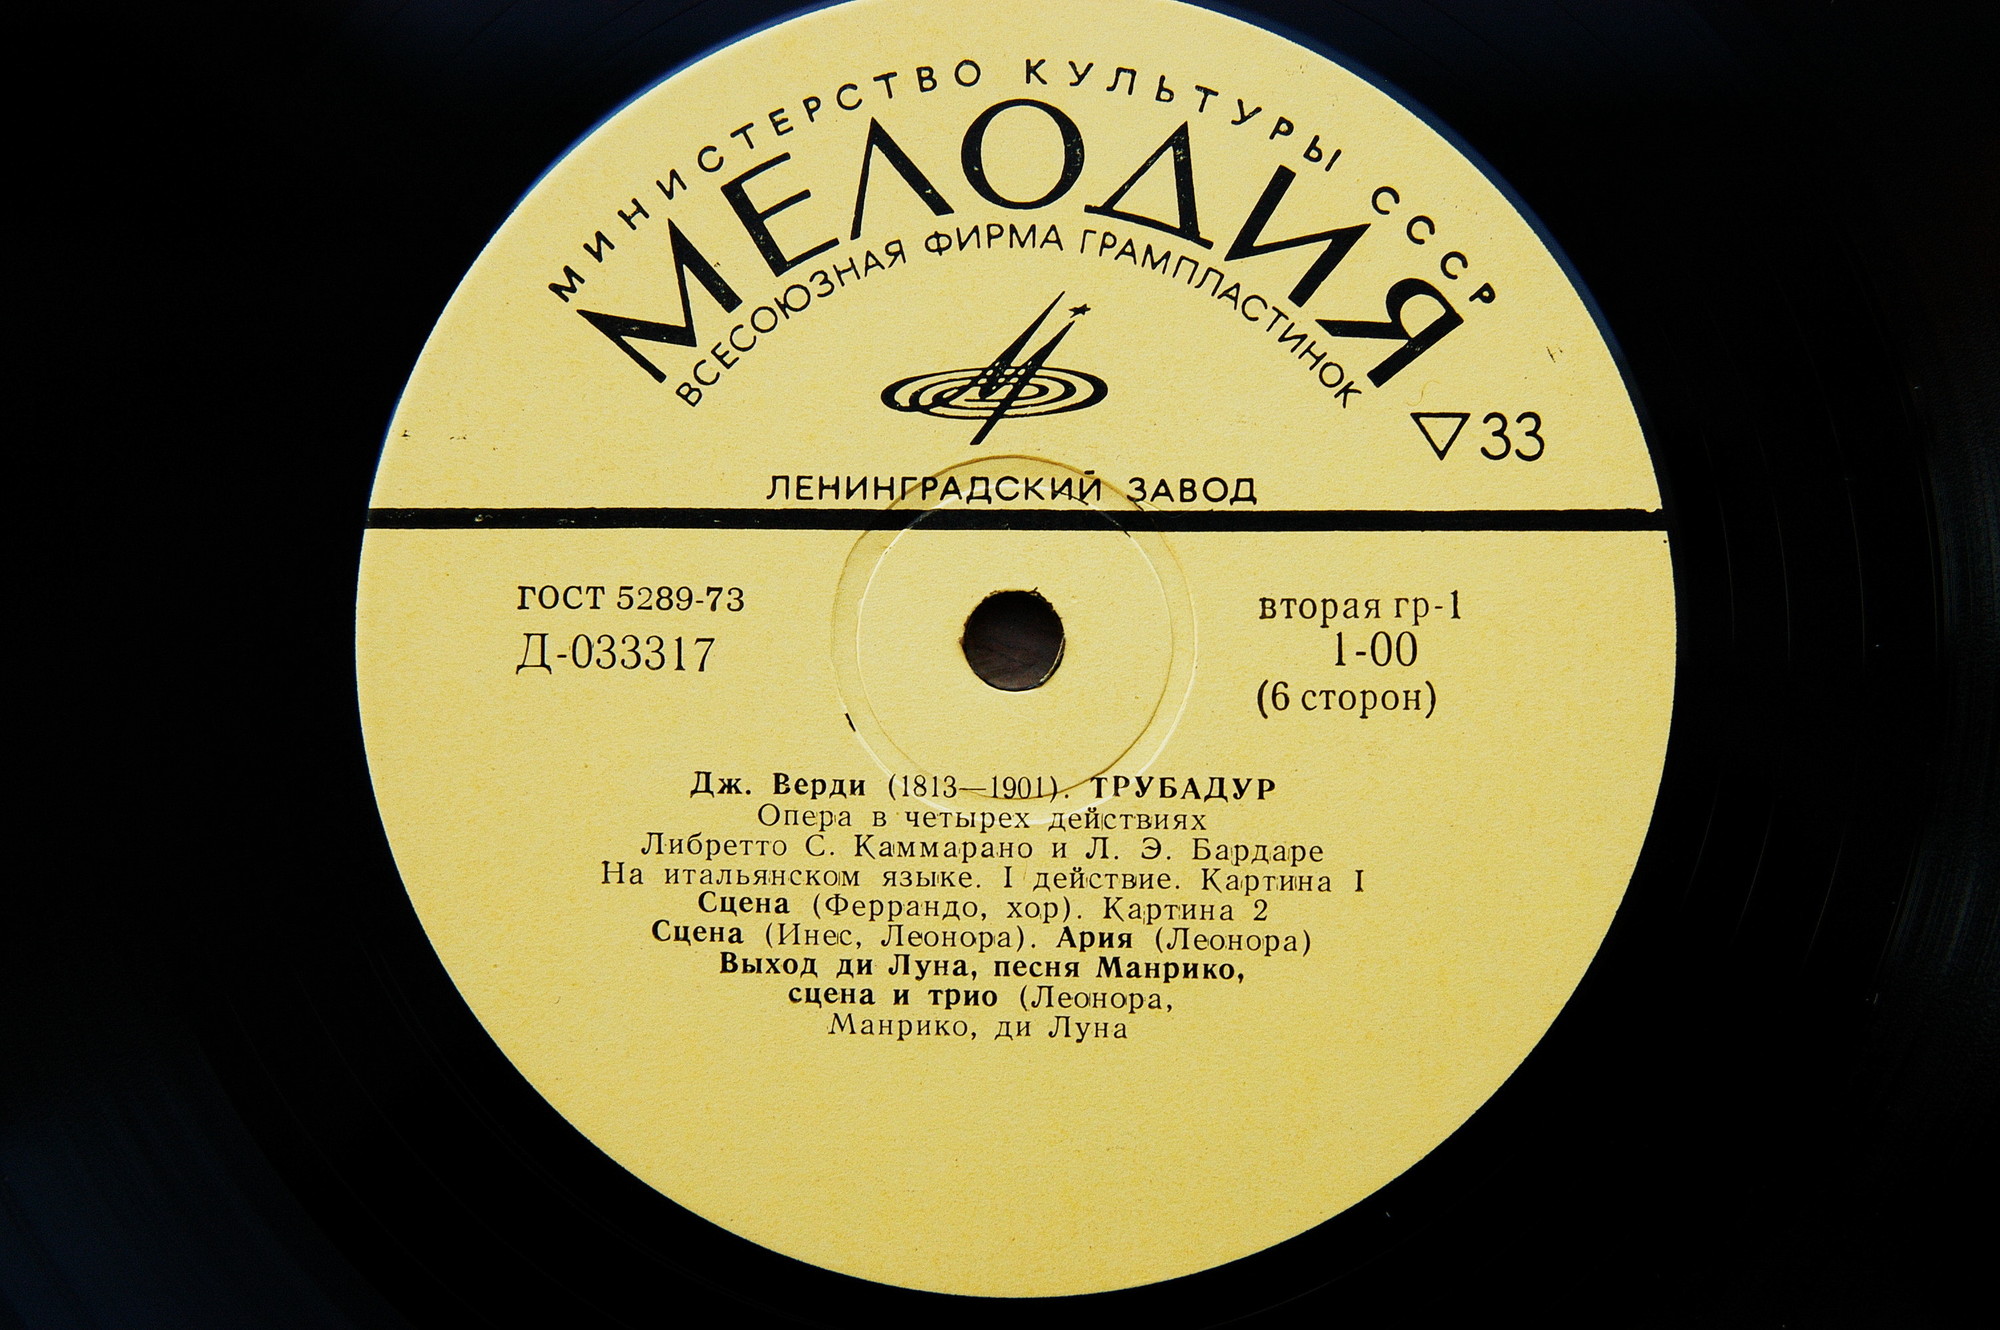 МИНИСТЕРСТВО КУЛЬТУРЫ СССР
МЕЛОДИЯ
ВСЕСОЮЗНАЯ ФИРМА ГРАМПЛАСТИНОК
33
ЛЕНИНГРАДСКИЙ ЗАВОД
ГОСТ 5289-73
Д-033317
вторая гр-1
1-00
(6 сторон)
Дж. Верди (1813—1901). ТРУБАДУР
Опера в четырех действиях
Либретто С. Каммарано и Л. Э. Бардаре
На итальянском языке. I действие. Картина I
Сцена (Феррандо, хор). Картина 2
Сцена (Инес, Леонора). Ария (Леонора)
Выход ди Луна, песня Манрико,
сцена и трио (Леонора,
Манрико, ди Луна